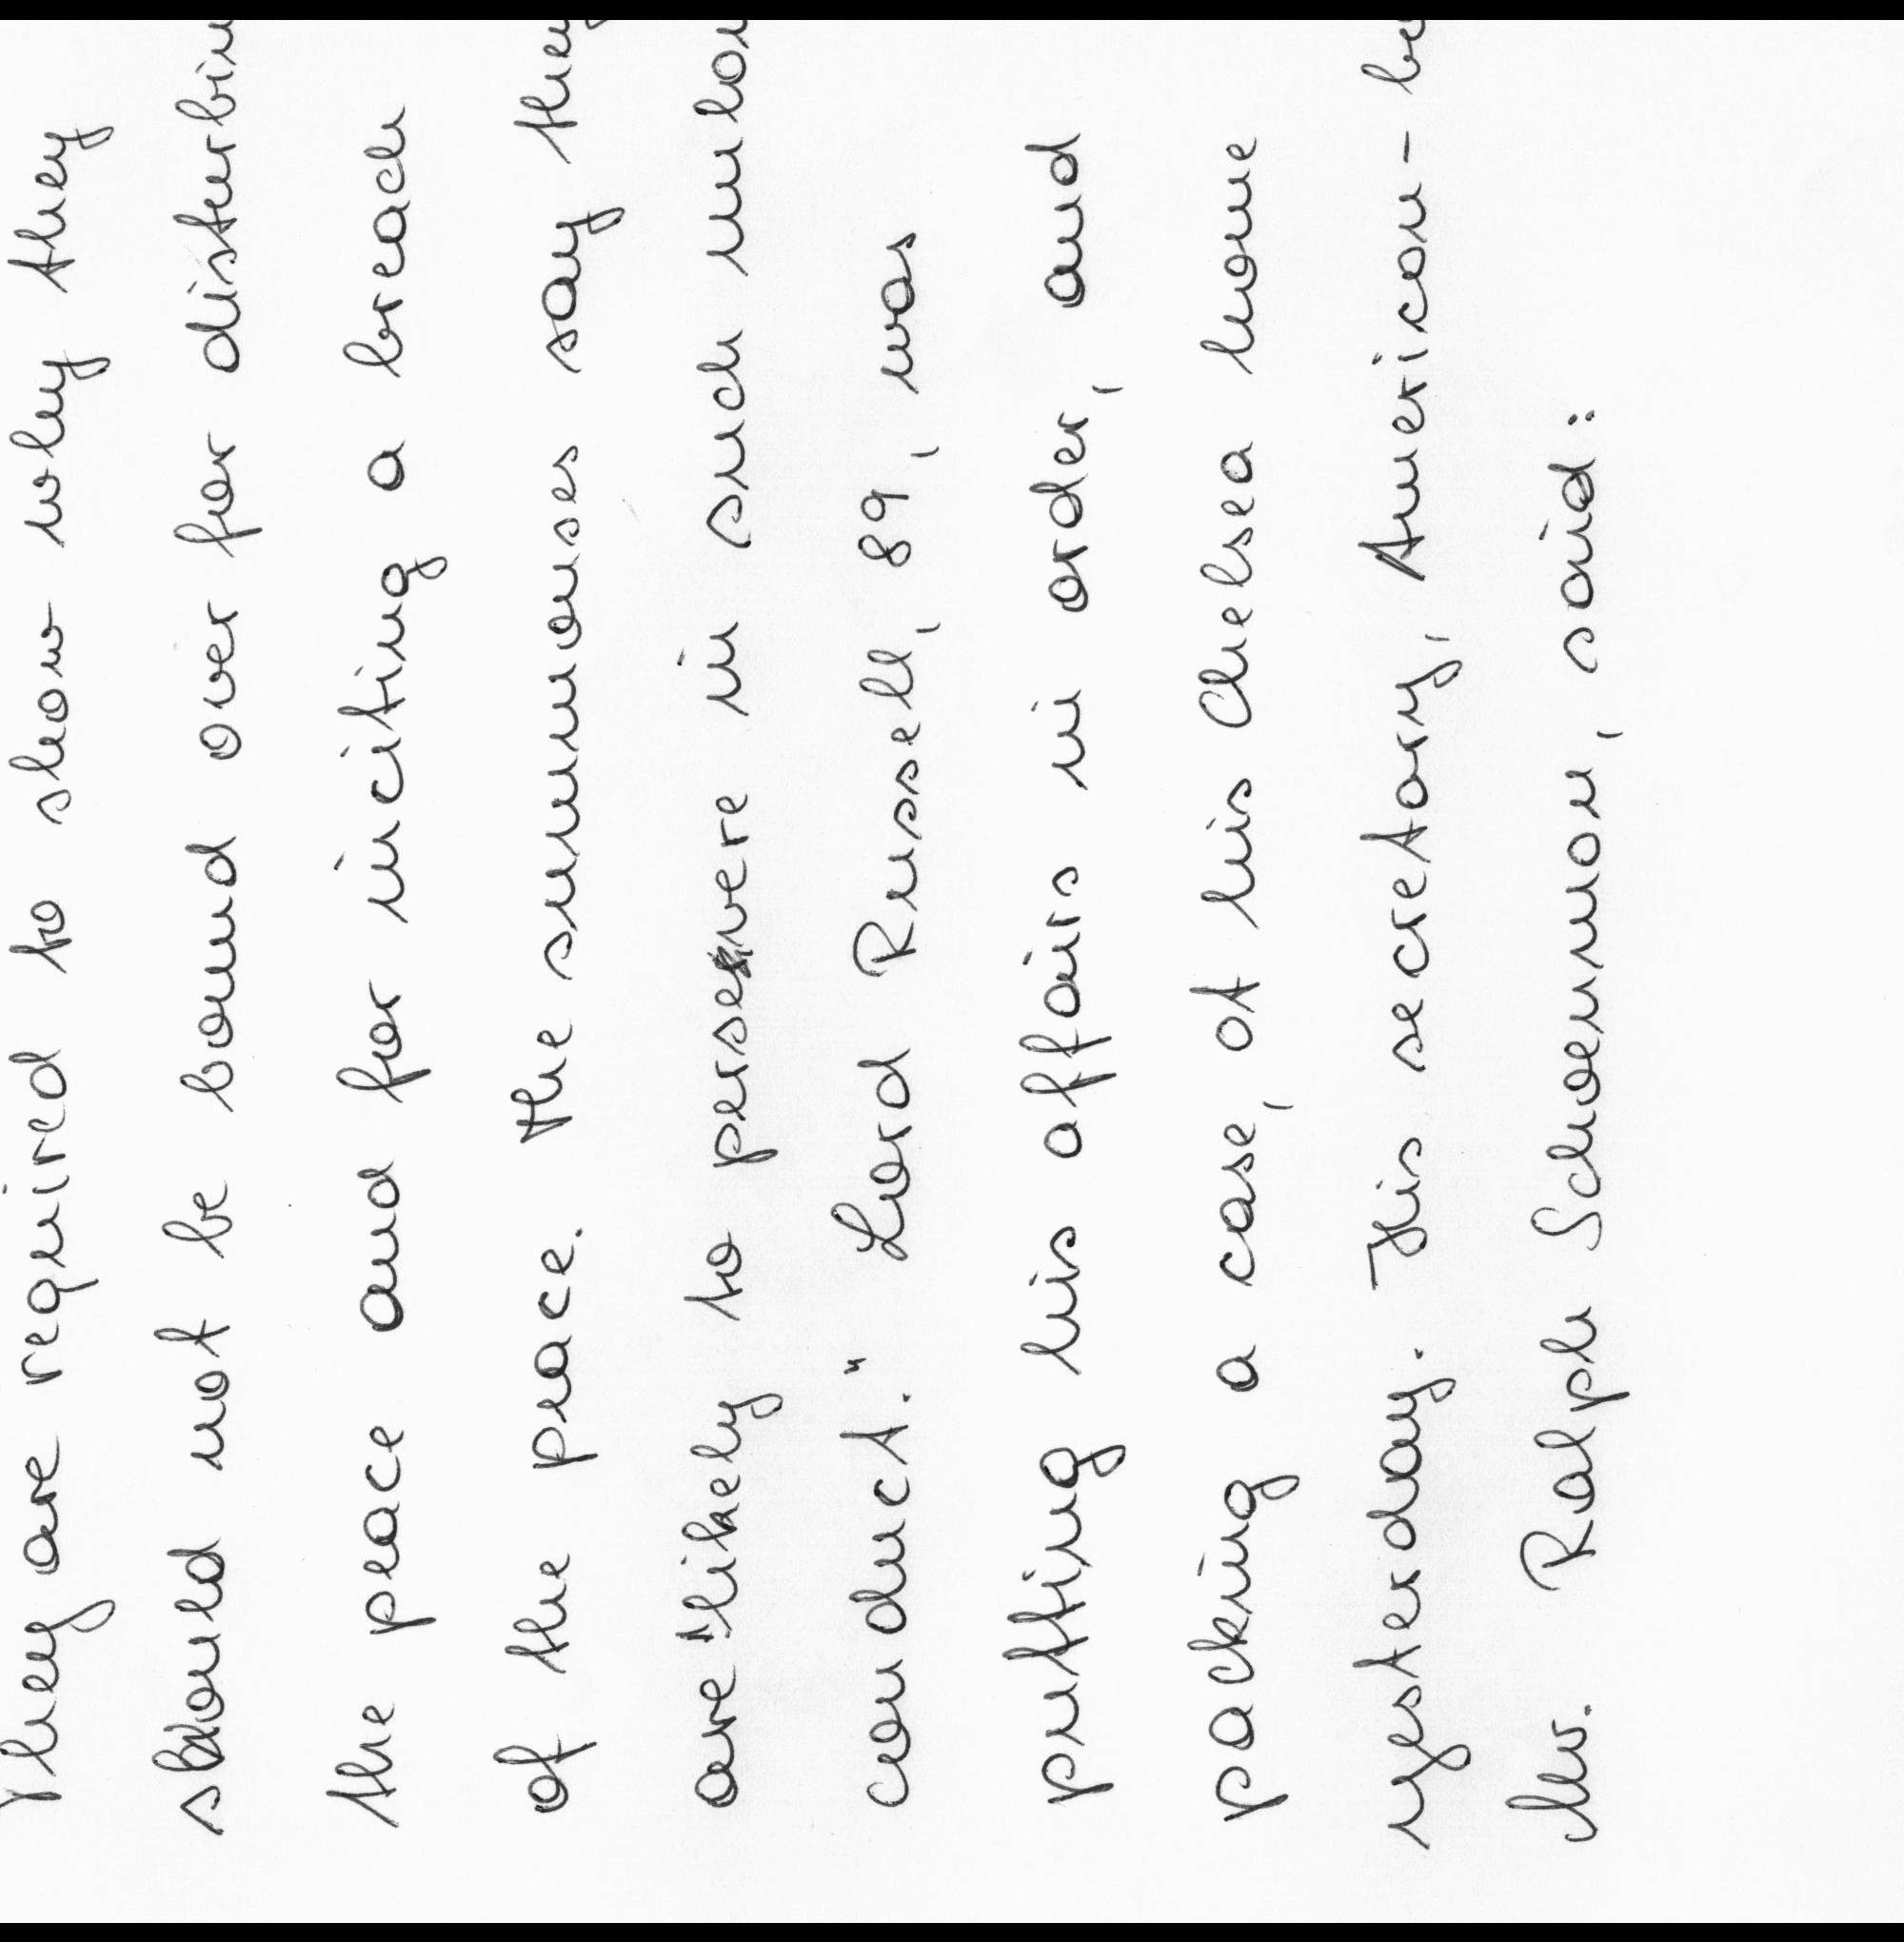 They are required to show why they
should not be bound over for disturbin
the peace and for inciting a breach
of the peace. The summonses say they
are "likely to persevere in such unlow
conduct." Lord Russell, 89, was
putting his affairs in order, and
packing a case, at his Chelsea home
yesterday. His secretary, American-bo
Mr. Ralph Schoenman, said: